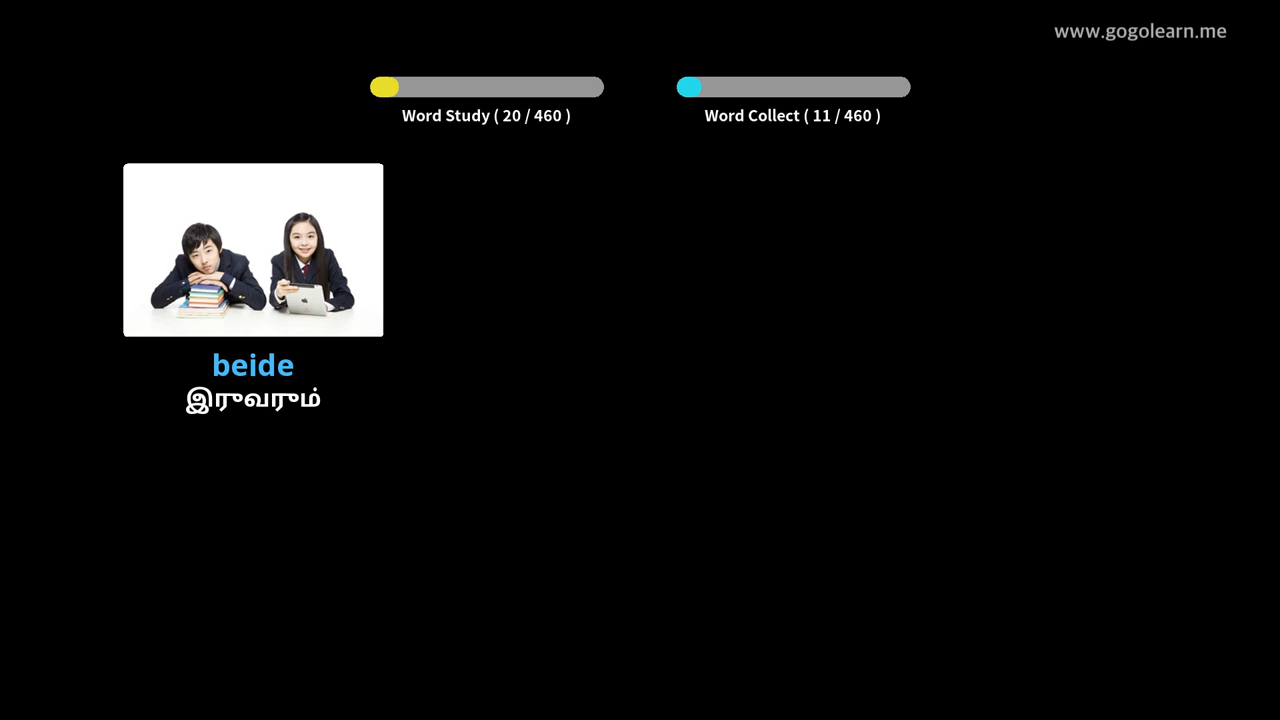 www.gogolearn.me
Word Study ( 20 / 460 )
Word Collect ( 11 / 460 )
beide
இருவரும்